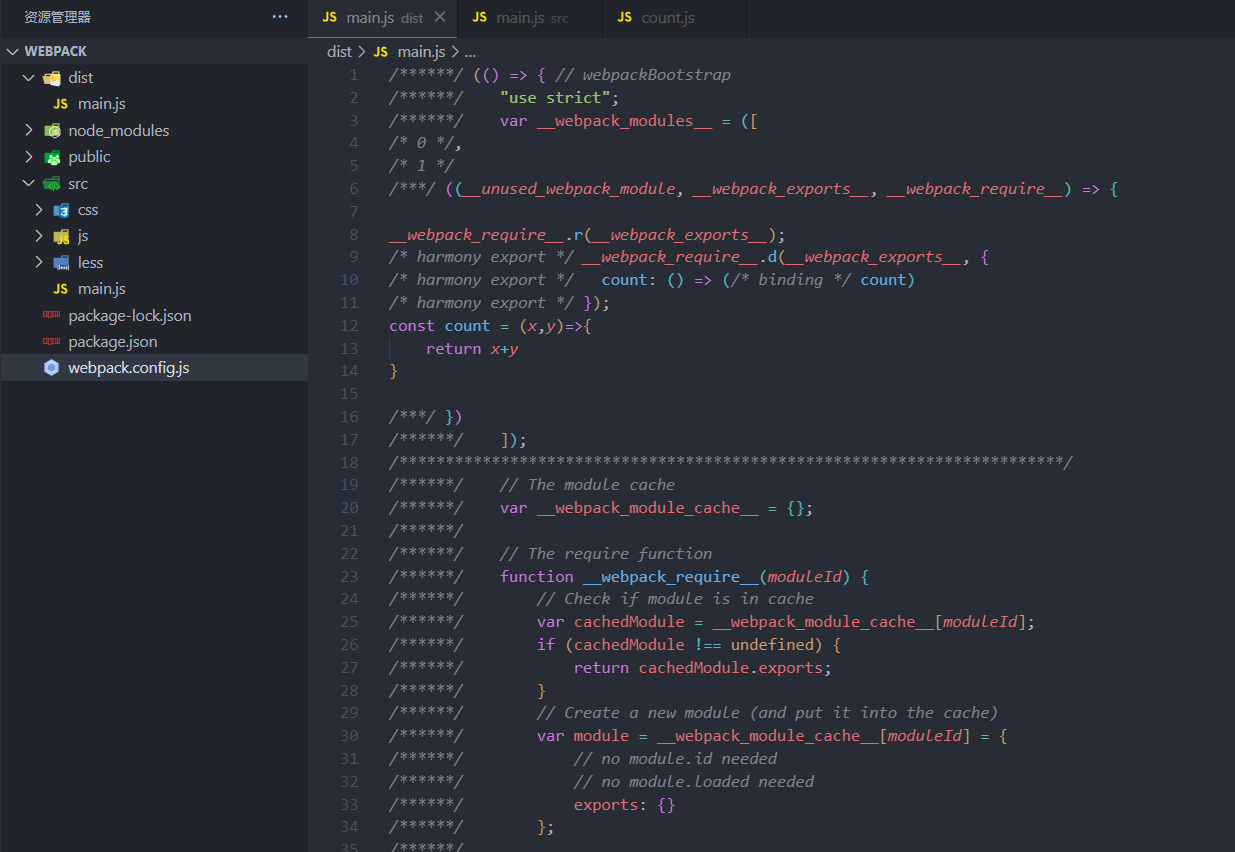 资源管理器 ...
JS main.js dist × JS main.js src JS count.js
WEBPACK
dist
JS main.js
node_modules
public
src
css
js
less
JS main.js
package-lock.json
package.json
webpack.config.js
dist > JS main.js > ...
1 /******/ (() => { // webpackBootstrap
2 /******/ "use strict";
3 /******/ var __webpack_modules__ = ([
4 /* 0 */,
5 /* 1 */
6 /***/ ((__unused_webpack_module, __webpack_exports__, __webpack_require__) => {
7
8 __webpack_require__.r(__webpack_exports__);
9 /* harmony export */ __webpack_require__.d(__webpack_exports__, {
10 /* harmony export */ count: () => (/* binding */ count)
11 /* harmony export */ });
12 const count = (x,y)=>{
13 return x+y
14 }
15
16 /***/ })
17 /******/ ]);
18 /************************************************************************/
19 /******/ // The module cache
20 /******/ var __webpack_module_cache__ = {};
21 /******/
22 /******/ // The require function
23 /******/ function __webpack_require__(moduleId) {
24 /******/ // Check if module is in cache
25 /******/ var cachedModule = __webpack_module_cache__[moduleId];
26 /******/ if (cachedModule !== undefined) {
27 /******/ return cachedModule.exports;
28 /******/ }
29 /******/ // Create a new module (and put it into the cache)
30 /******/ var module = __webpack_module_cache__[moduleId] = {
31 /******/ // no module.id needed
32 /******/ // no module.loaded needed
33 /******/ exports: {}
34 /******/ };
35 /******/